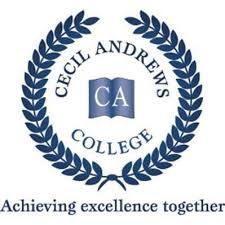 CECIL ANDREWS
CA
COLLEGE
Achieving excellence together